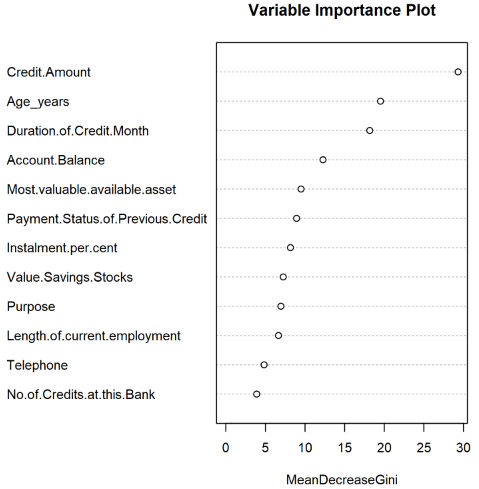 Variable Importance Plot
Credit.Amount
Age_years
Duration.of.Credit.Month
Account.Balance
Most.valuable.available.asset
Payment.Status.of.Previous.Credit
Instalment.per.cent
Value.Savings.Stocks
Purpose
Length.of.current.employment
Telephone
No.of.Credits.at.this.Bank
0 5 10 15 20 25 30
MeanDecreaseGini